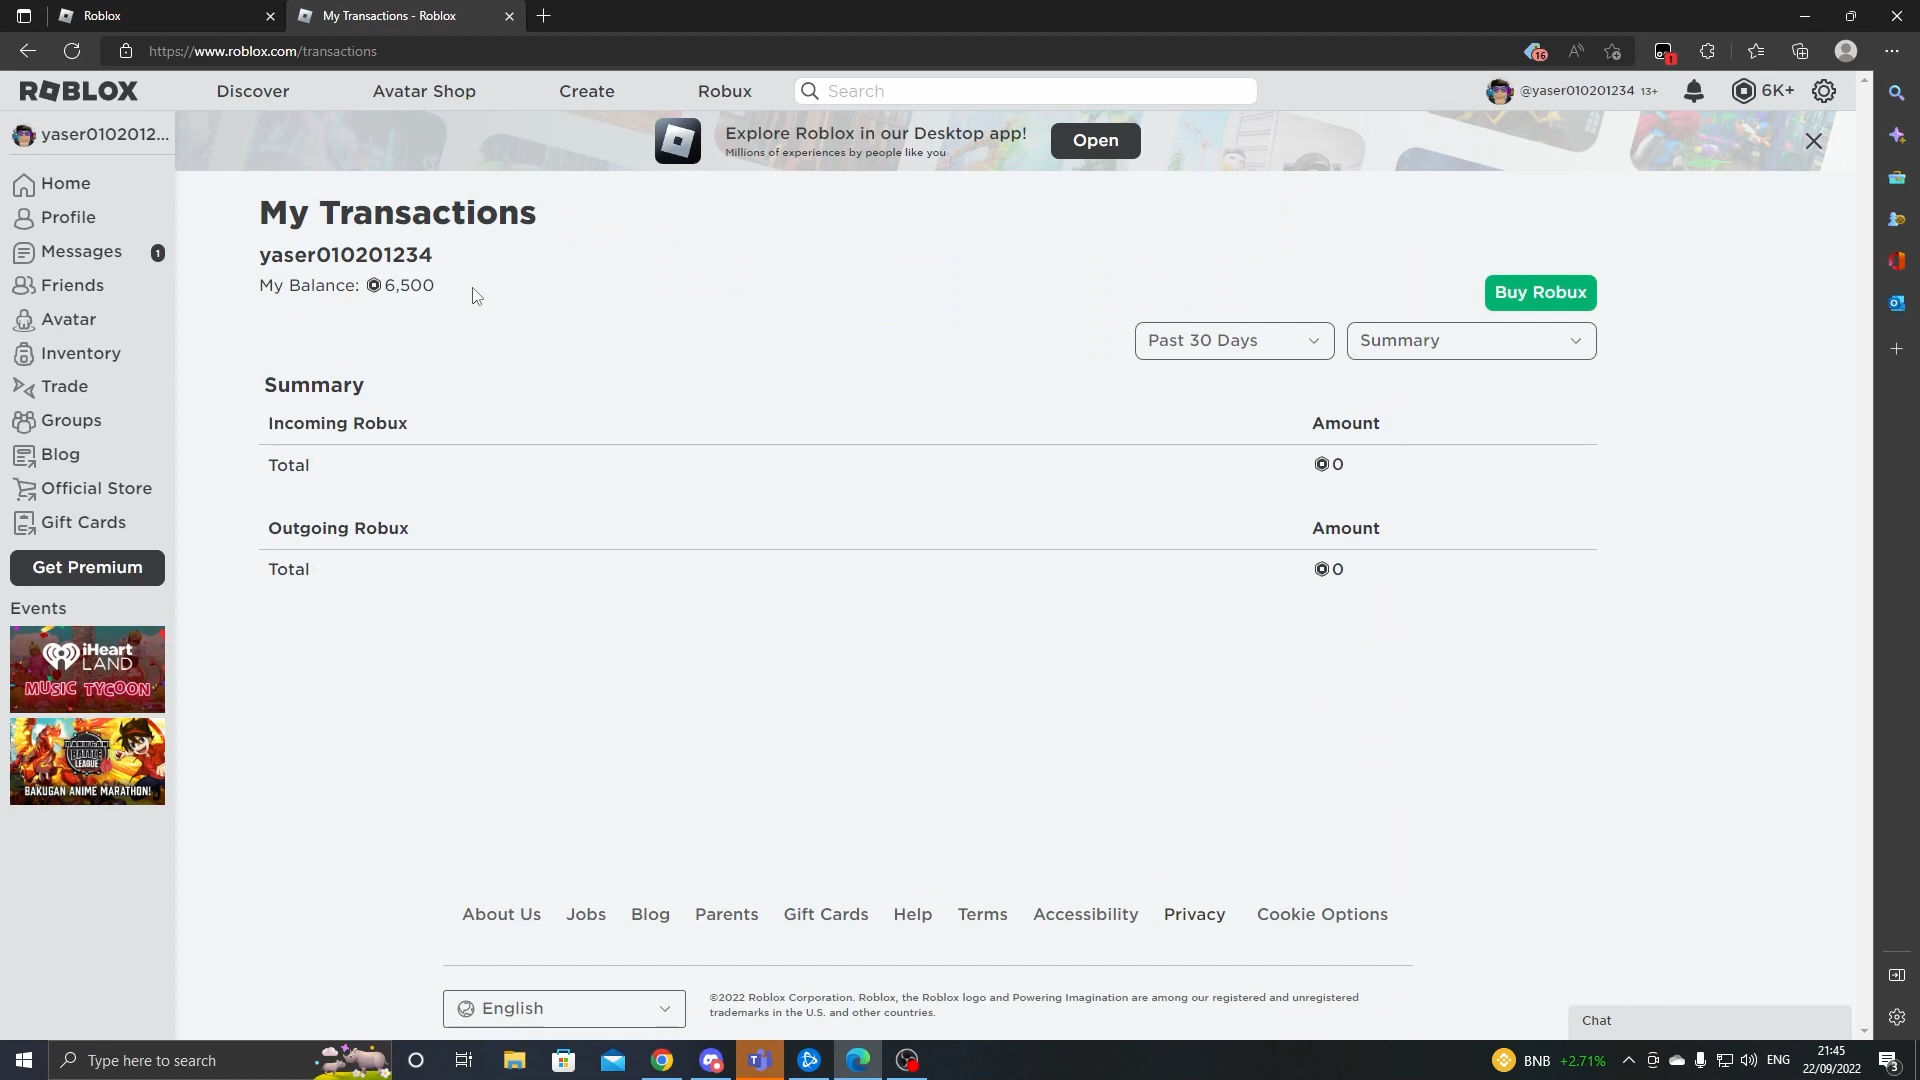 Roblox
My Transactions - Roblox
https://www.roblox.com/transactions
16
1
ROBLOX
Discover
Avatar Shop
Create
Robux
Search
@yaser010201234 13+
6K+
yaser0102012...
Explore Roblox in our Desktop app!
Millions of experiences by people like you
Open
Home
Profile
Messages 1
Friends
Avatar
Inventory
Trade
Groups
Blog
Official Store
Gift Cards
Get Premium
Events
iHeart
LAND
MUSIC TYCOON
BAKUGAN
BATTLE
LEAGUE
BAKUGAN ANIME MARATHON!
My Transactions
yaser010201234
My Balance: 6,500
Buy Robux
Past 30 Days
Summary
Summary
Incoming Robux Amount
Total 0
Outgoing Robux Amount
Total 0
About Us Jobs Blog Parents Gift Cards Help Terms Accessibility Privacy Cookie Options
English
©2022 Roblox Corporation. Roblox, the Roblox logo and Powering Imagination are among our registered and unregistered
trademarks in the U.S. and other countries.
Chat
Type here to search
BNB +2.71%
ENG
21:45
22/09/2022
3